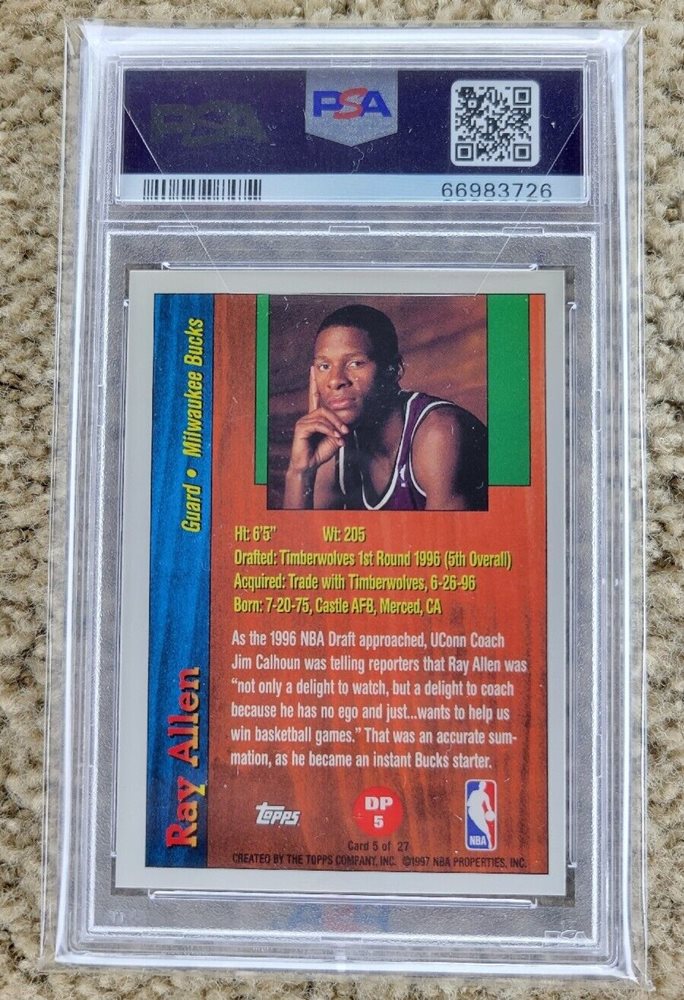 PSA
66983726
Guard • Milwaukee Bucks
Ray Allen
Ht: 6'5" Wt: 205
Drafted: Timberwolves 1st Round 1996 (5th Overall)
Acquired: Trade with Timberwolves, 6-26-96
Born: 7-20-75, Castle AFB, Merced, CA
As the 1996 NBA Draft approached, UConn Coach
Jim Calhoun was telling reporters that Ray Allen was
"not only a delight to watch, but a delight to coach
because he has no ego and just...wants to help us
win basketball games." That was an accurate sum-
mation, as he became an instant Bucks starter.
TOPPS
DP
5
NBA
Card 5 of 27
CREATED BY THE TOPPS COMPANY, INC. ©1997 NBA PROPERTIES, INC.
PSA